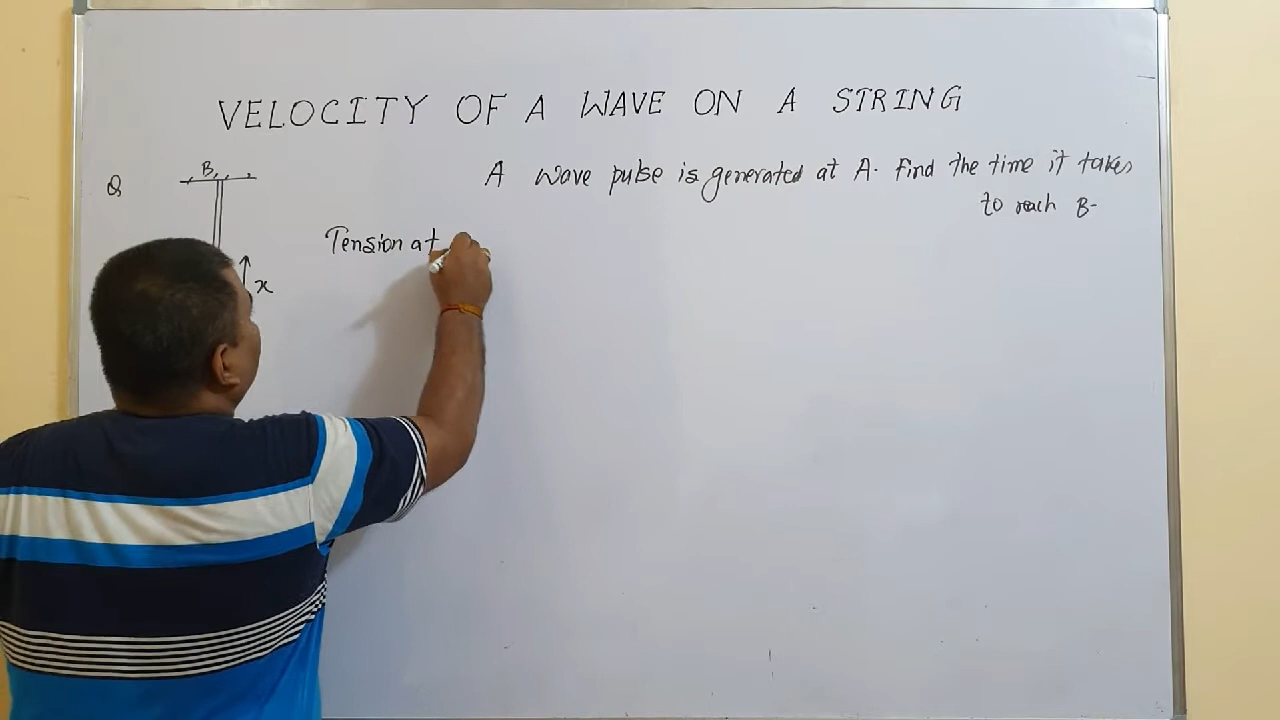 VELOCITY OF A WAVE ON A STRING
Q
B
A wave pulse is generated at A. Find the time it takes
to reach B.
Tension at
x